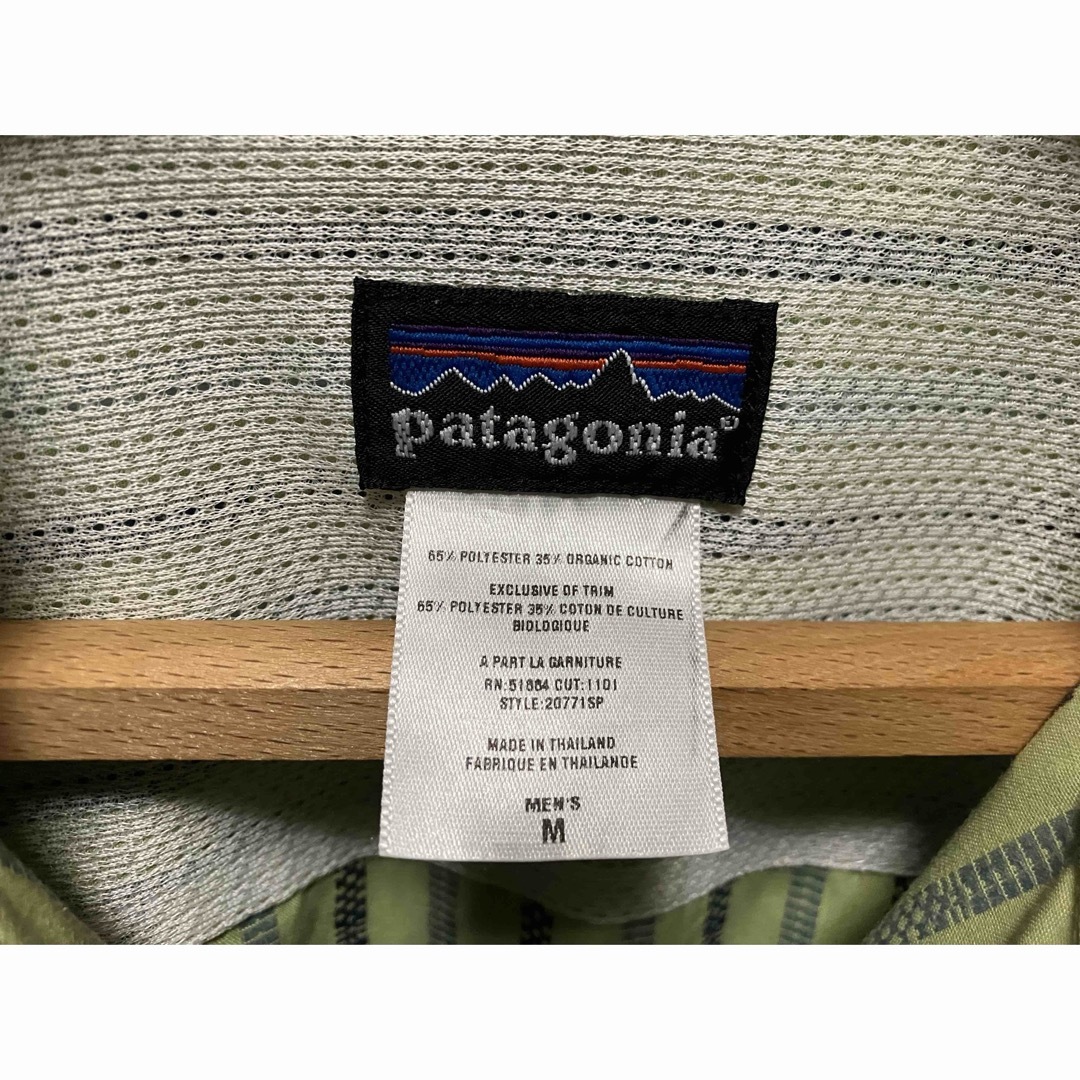 patagonia®
65% POLYESTER 35% ORGANIC COTTON
EXCLUSIVE OF TRIM
65% POLYESTER 35% COTON DE CULTURE
BIOLOGIQUE
A PART LA GARNITURE
RN:51884 CUT:1101
STYLE:20771SP
MADE IN THAILAND
FABRIQUE EN THAILANDE
MEN'S
M